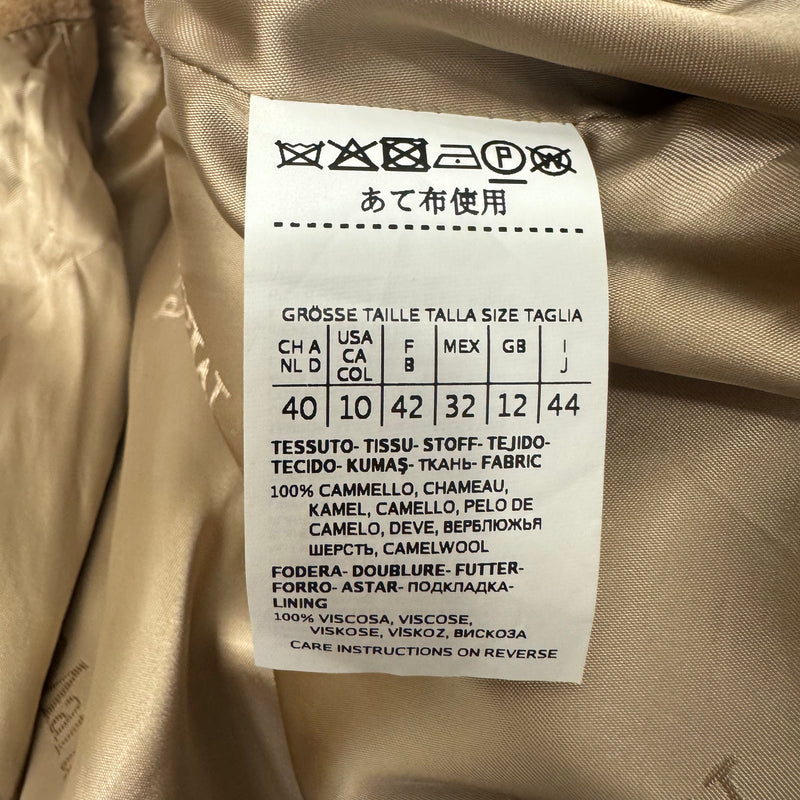 P W
あて布使用
GRÖSSE TAILLE TALLA SIZE TAGLIA
CH A NL D USA CA COL F B MEX GB I J
40 10 42 32 12 44
TESSUTO- TISSU- STOFF- TEJIDO-
TECIDO- KUMAŞ- ТКАНЬ- FABRIC
100% CAMMELLO, CHAMEAU,
KAMEL, CAMELLO, PELO DE
CAMELO, DEVE, ВЕРБЛЮЖЬЯ
ШЕРСТЬ, CAMELWOOL
FODERA- DOUBLURE- FUTTER-
FORRO- ASTAR- ПОДКЛАДКА-
LINING
100% VISCOSA, VISCOSE,
VISKOSE, VİSKOZ, ВИСКОЗА
CARE INSTRUCTIONS ON REVERSE